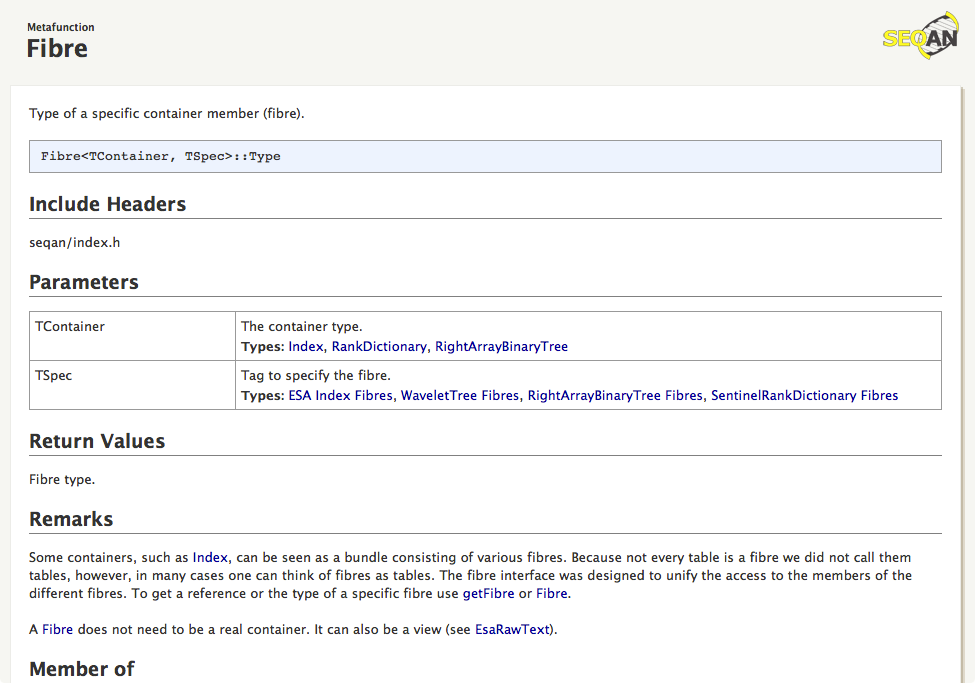 Metafunction
Fibre
SEQAN
Type of a specific container member (fibre).
Fibre<TContainer, TSpec>::Type
Include Headers
seqan/index.h
Parameters
TContainer
The container type.
Types: Index, RankDictionary, RightArrayBinaryTree
TSpec
Tag to specify the fibre.
Types: ESA Index Fibres, WaveletTree Fibres, RightArrayBinaryTree Fibres, SentinelRankDictionary Fibres
Return Values
Fibre type.
Remarks
Some containers, such as Index, can be seen as a bundle consisting of various fibres. Because not every table is a fibre we did not call them
tables, however, in many cases one can think of fibres as tables. The fibre interface was designed to unify the access to the members of the
different fibres. To get a reference or the type of a specific fibre use getFibre or Fibre.
A Fibre does not need to be a real container. It can also be a view (see EsaRawText).
Member of